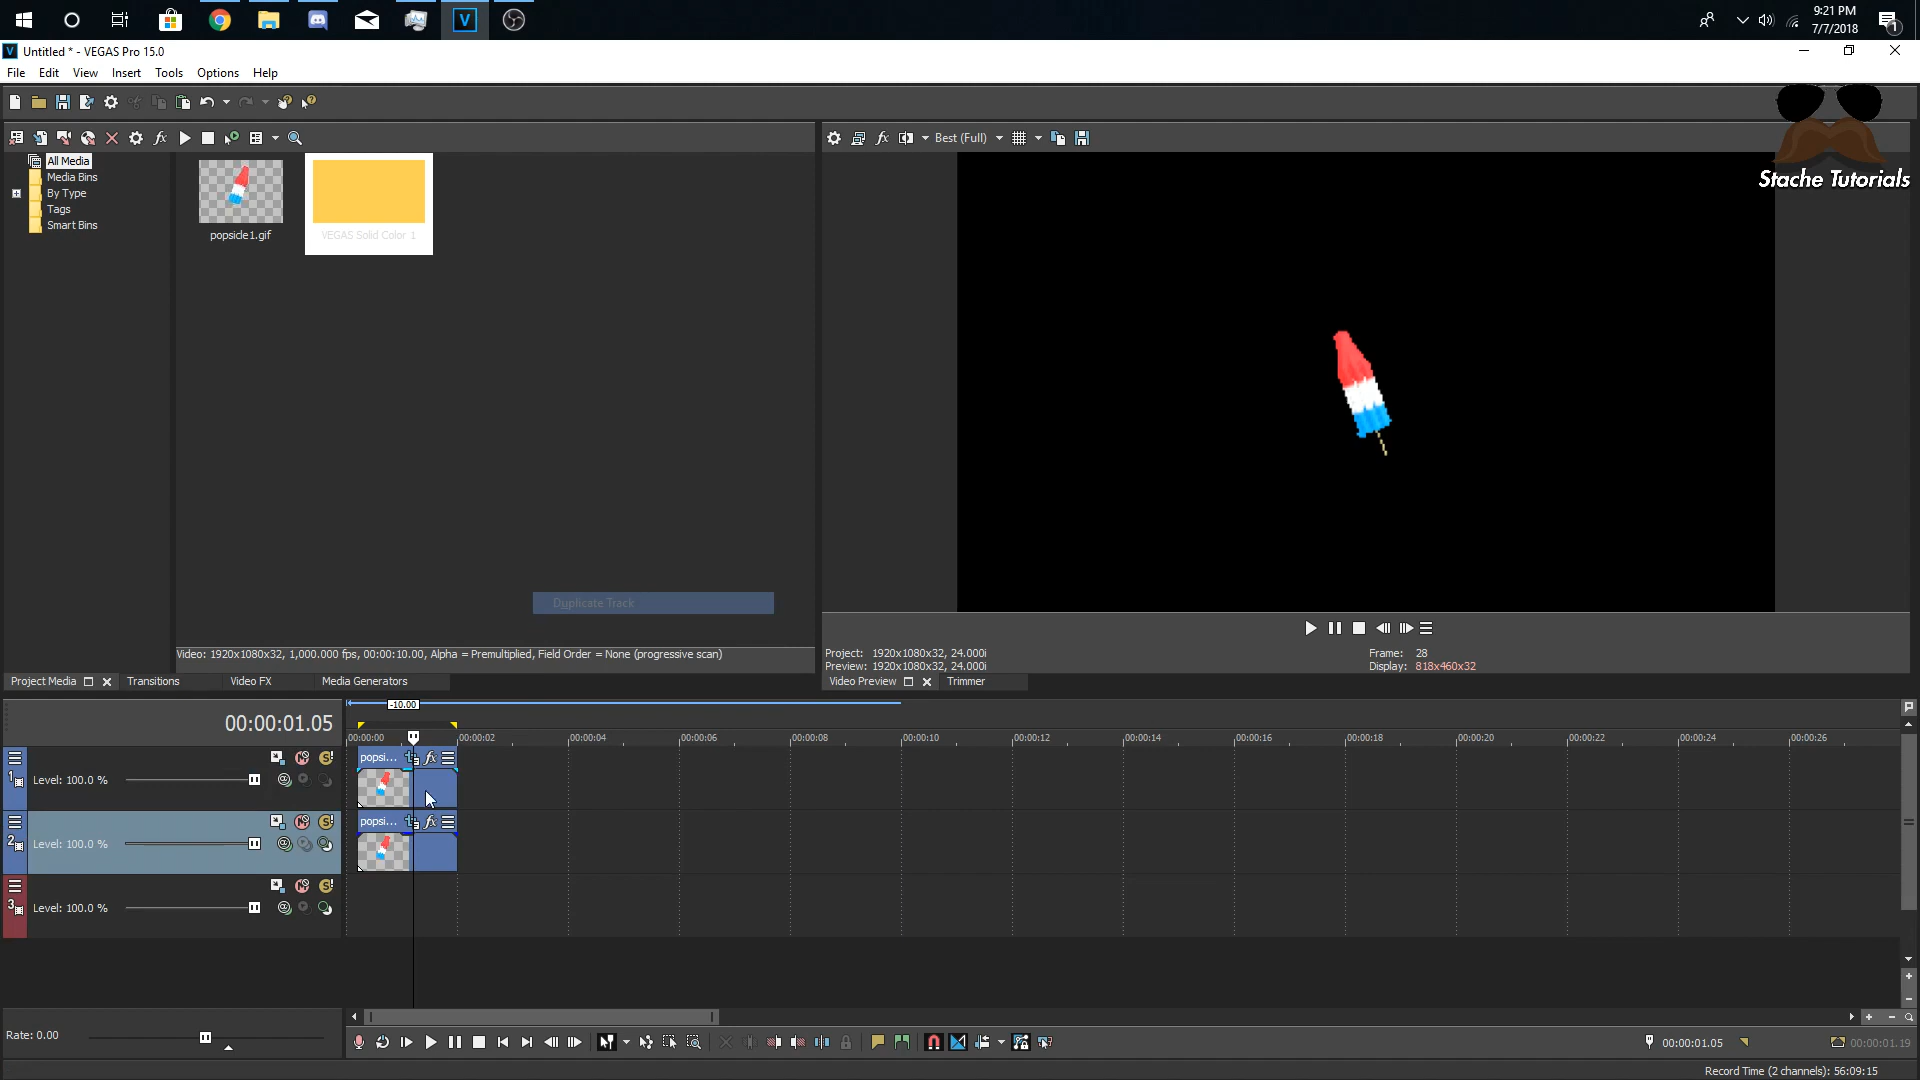 9:21 PM
7/7/2018
1
V
V Untitled * - VEGAS Pro 15.0
File Edit View Insert Tools Options Help
Best (Full)
Stache Tutorials
All Media
Media Bins
By Type
Tags
Smart Bins
popsicle1.gif
VEGAS Solid Color 1
Duplicate Track
Video: 1920x1080x32, 1,000.000 fps, 00:00:10.00, Alpha = Premultiplied, Field Order = None (progressive scan)
Project: 1920x1080x32, 24.000i
Preview: 1920x1080x32, 24.000i
Frame: 28
Display: 818x460x32
Project Media Transitions Video FX Media Generators
Video Preview Trimmer
-10.00
00:00:01.05
00:00:00 00:00:02 00:00:04 00:00:06 00:00:08 00:00:10 00:00:12 00:00:14 00:00:16 00:00:18 00:00:20 00:00:22 00:00:24 00:00:26
popsi... fx
1 Level: 100.0 %
popsi... fx
2 Level: 100.0 %
3 Level: 100.0 %
Rate: 0.00
00:00:01.05
00:00:01.19
Record Time (2 channels): 56:09:15